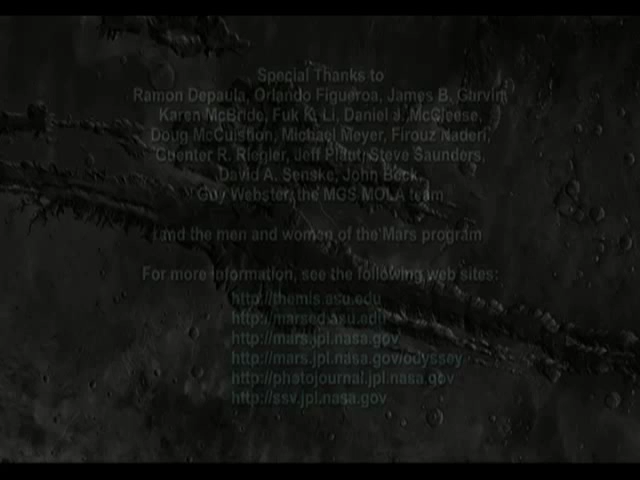 Special Thanks to
Ramon Depaula, Orlando Figueroa, James B. Garvin,
Karen McBride, Fuk K. Li, Daniel J. McCleese,
Doug McCuistion, Michael Meyer, Firouz Naderi,
Guenter R. Riegler, Jeff Plaut, Steve Saunders,
David A. Senske, John Beck,
Guy Webster, the MGS MOLA team
and the men and women of the Mars program
For more information, see the following web sites:
http://themis.asu.edu
http://marsed.asu.edu
http://mars.jpl.nasa.gov
http://mars.jpl.nasa.gov/odyssey
http://photojournal.jpl.nasa.gov
http://ssv.jpl.nasa.gov